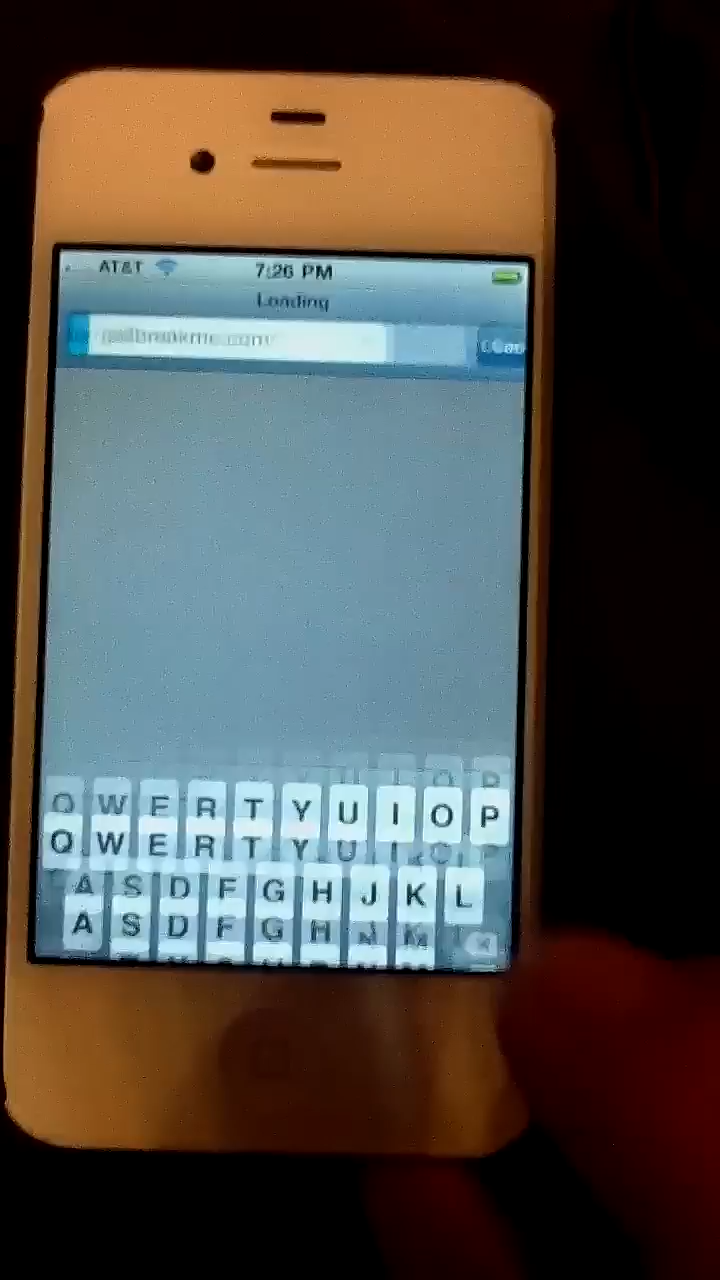 AT&T 7:26 PM
Loading
jailbreakme.com
Q W E R T Y U I O P
Q W E R T Y U I O P
A S D F G H J K L
A S D F G H